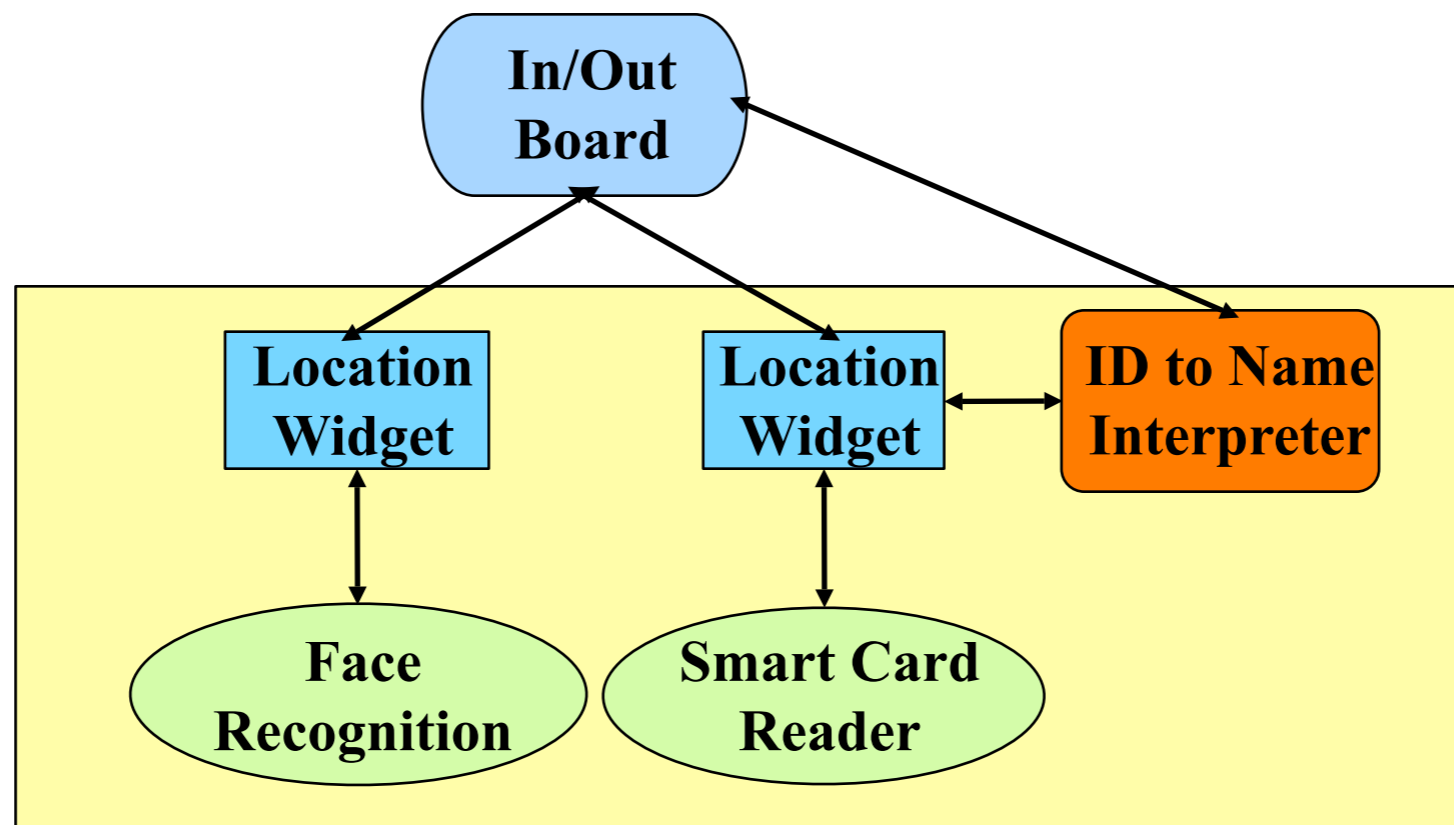 In/Out
Board
Location
Widget
Location
Widget
ID to Name
Interpreter
Face
Recognition
Smart Card
Reader